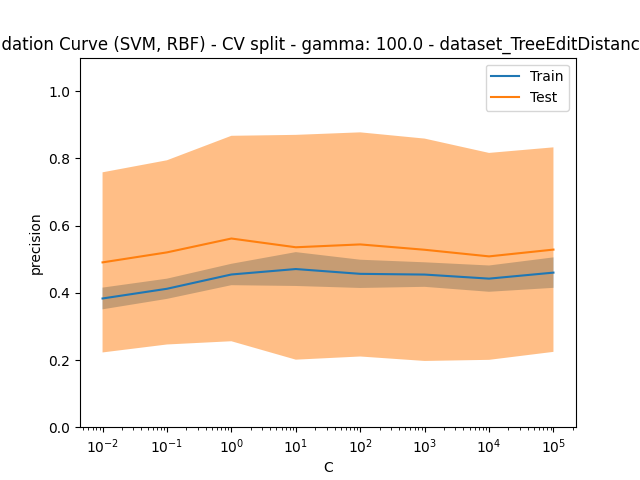 dation Curve (SVM, RBF) - CV split - gamma: 100.0 - dataset_TreeEditDistanc
Train
Test
1.0
0.8
0.6
0.4
0.2
0.0
precision
10⁻² 10⁻¹ 10⁰ 10¹ 10² 10³ 10⁴ 10⁵
C